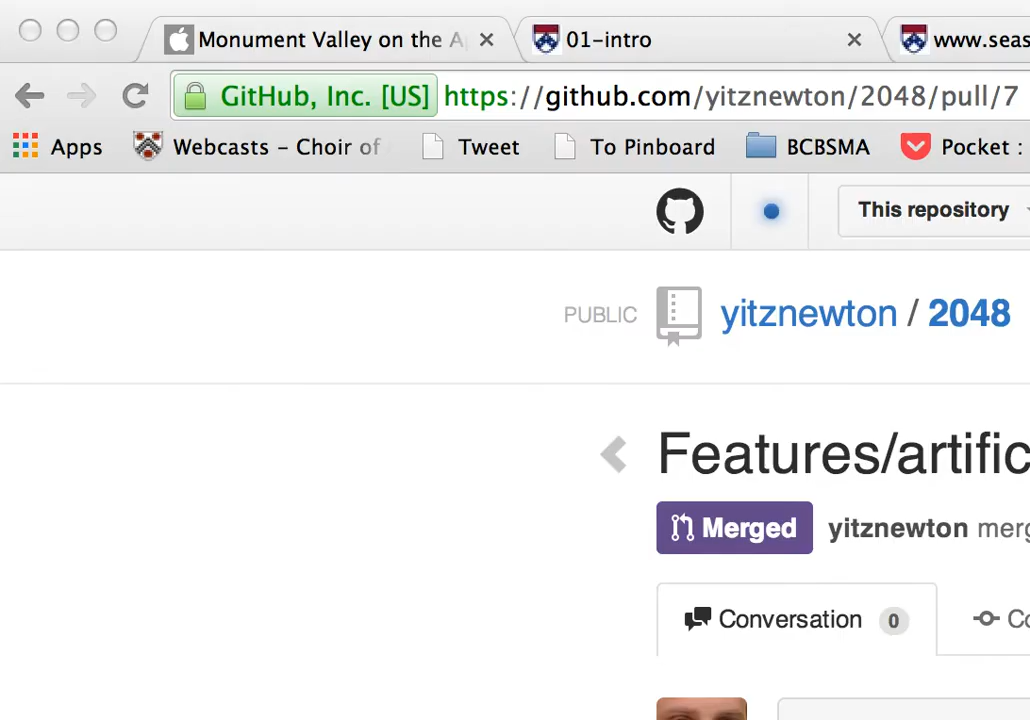 Monument Valley on the A
01-intro
www.seas
GitHub, Inc. [US] https://github.com/yitznewton/2048/pull/7
Apps Webcasts – Choir of Tweet To Pinboard BCBSMA Pocket :
This repository
PUBLIC yitznewton / 2048
Features/artific
Merged yitznewton merg
Conversation 0 Co